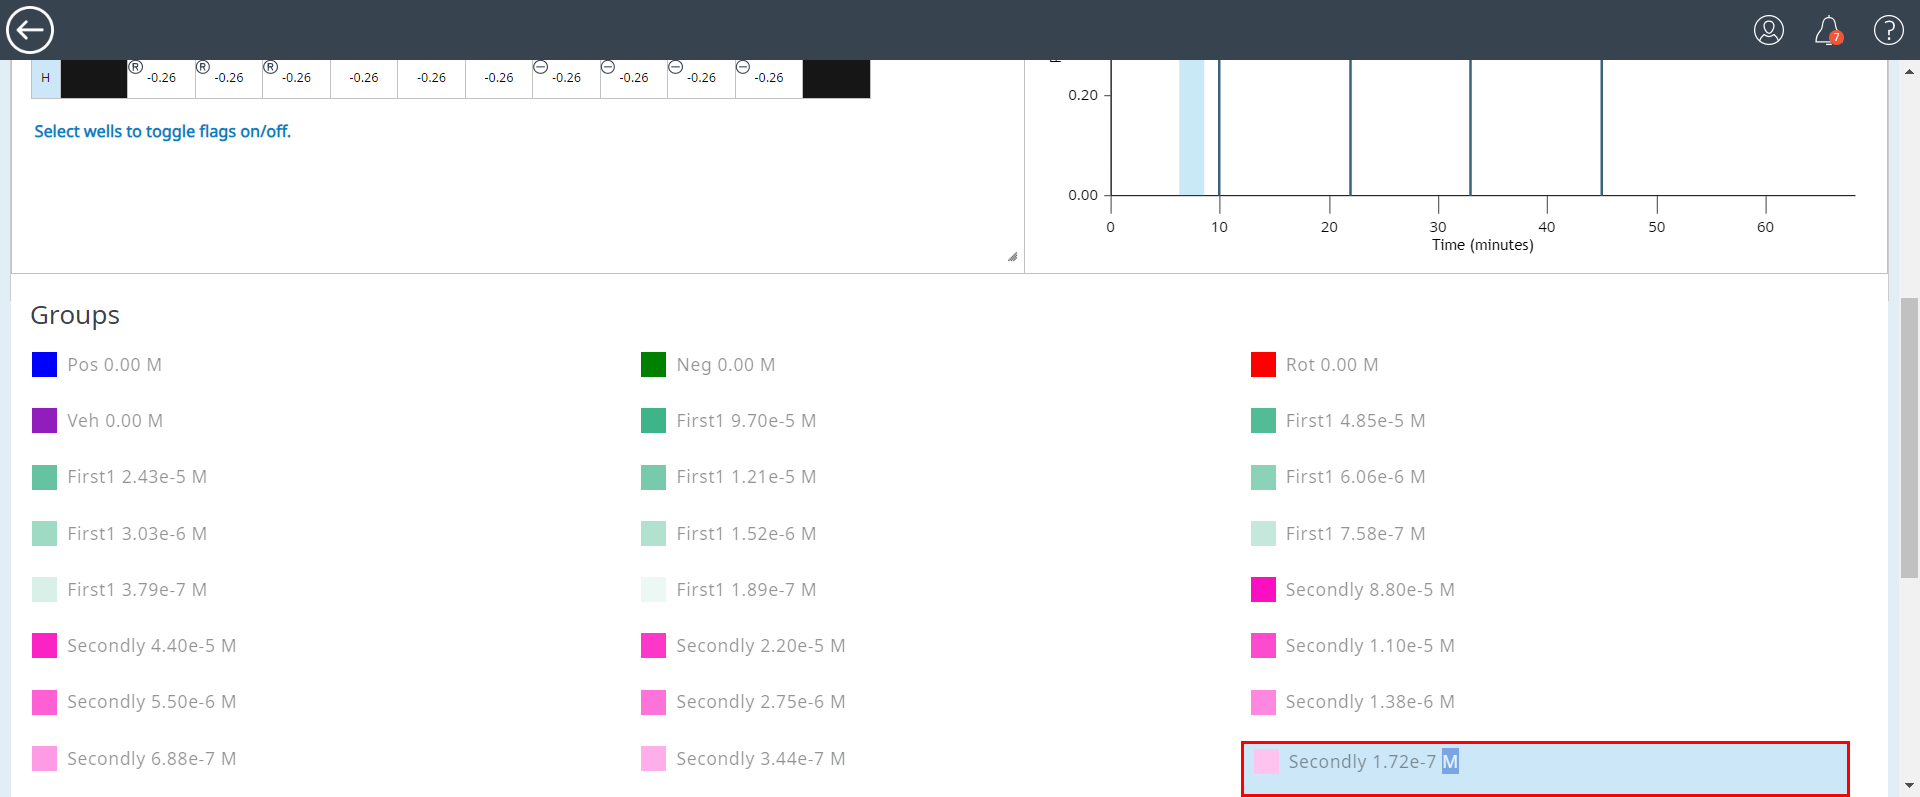 7 ?
H R -0.26 R -0.26 R -0.26 -0.26 -0.26 -0.26 -0.26 -0.26 -0.26 -0.26
Select wells to toggle flags on/off.
0.20
0.00
0 10 20 30 40 50 60
Time (minutes)
Groups
Pos 0.00 M Neg 0.00 M Rot 0.00 M
Veh 0.00 M First1 9.70e-5 M First1 4.85e-5 M
First1 2.43e-5 M First1 1.21e-5 M First1 6.06e-6 M
First1 3.03e-6 M First1 1.52e-6 M First1 7.58e-7 M
First1 3.79e-7 M First1 1.89e-7 M Secondly 8.80e-5 M
Secondly 4.40e-5 M Secondly 2.20e-5 M Secondly 1.10e-5 M
Secondly 5.50e-6 M Secondly 2.75e-6 M Secondly 1.38e-6 M
Secondly 6.88e-7 M Secondly 3.44e-7 M Secondly 1.72e-7 M